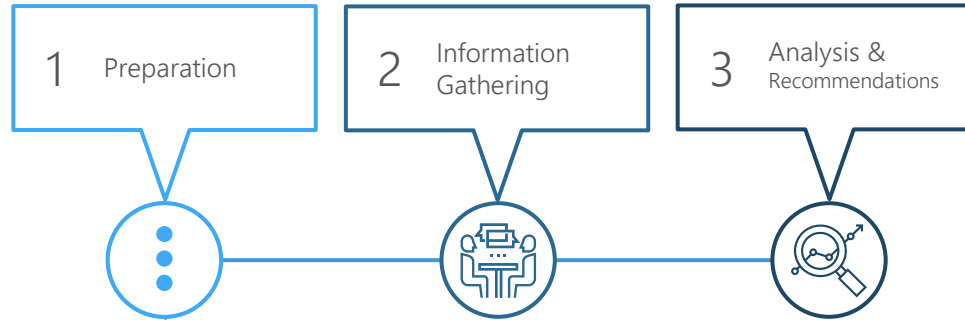 1
Preparation
2
Information
Gathering
3
Analysis &
Recommendations